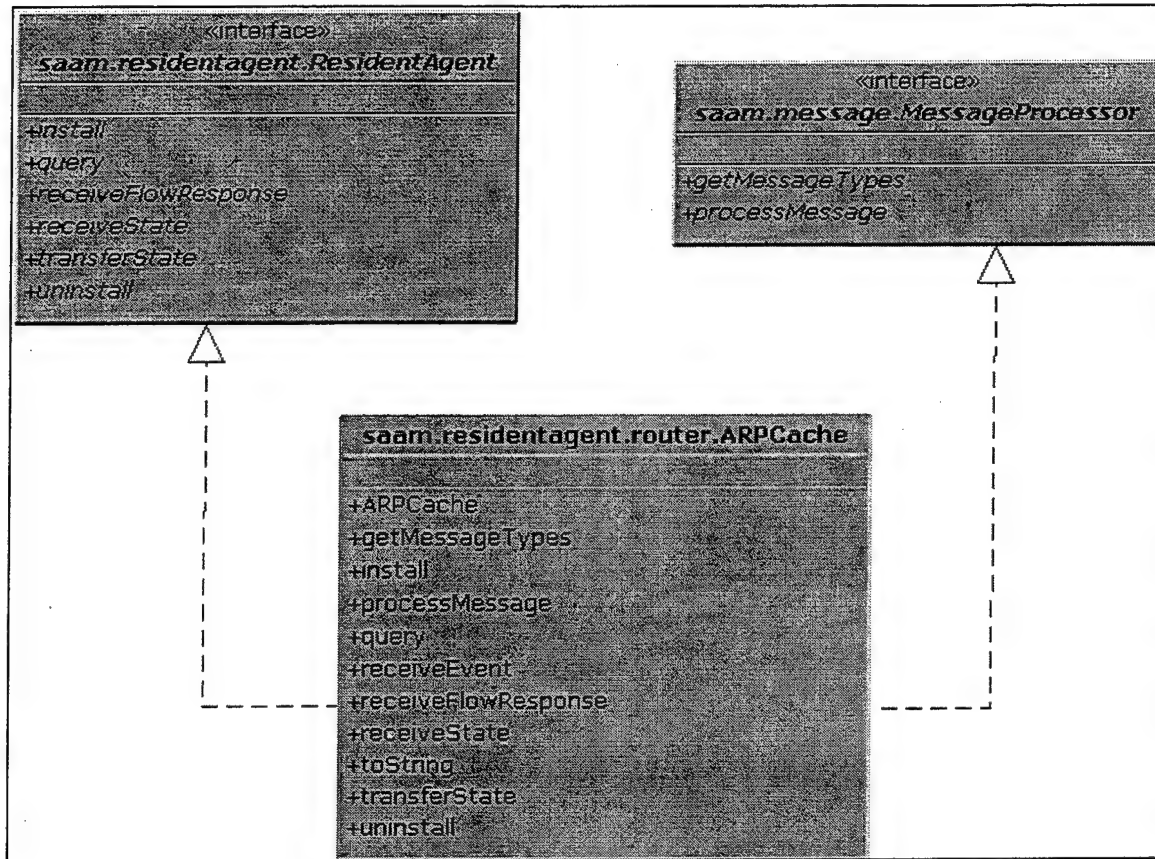 «interface»
saam.residentagent.ResidentAgent
+install
+query
+receiveFlowResponse
+receiveState
+transferState
+uninstall
«interface»
saam.message.MessageProcessor
+getMessageTypes
+processMessage
saam.residentagent.router.ARPCache
+ARPCache
+getMessageTypes
+install
+processMessage
+query
+receiveEvent
+receiveFlowResponse
+receiveState
+toString
+transferState
+uninstall